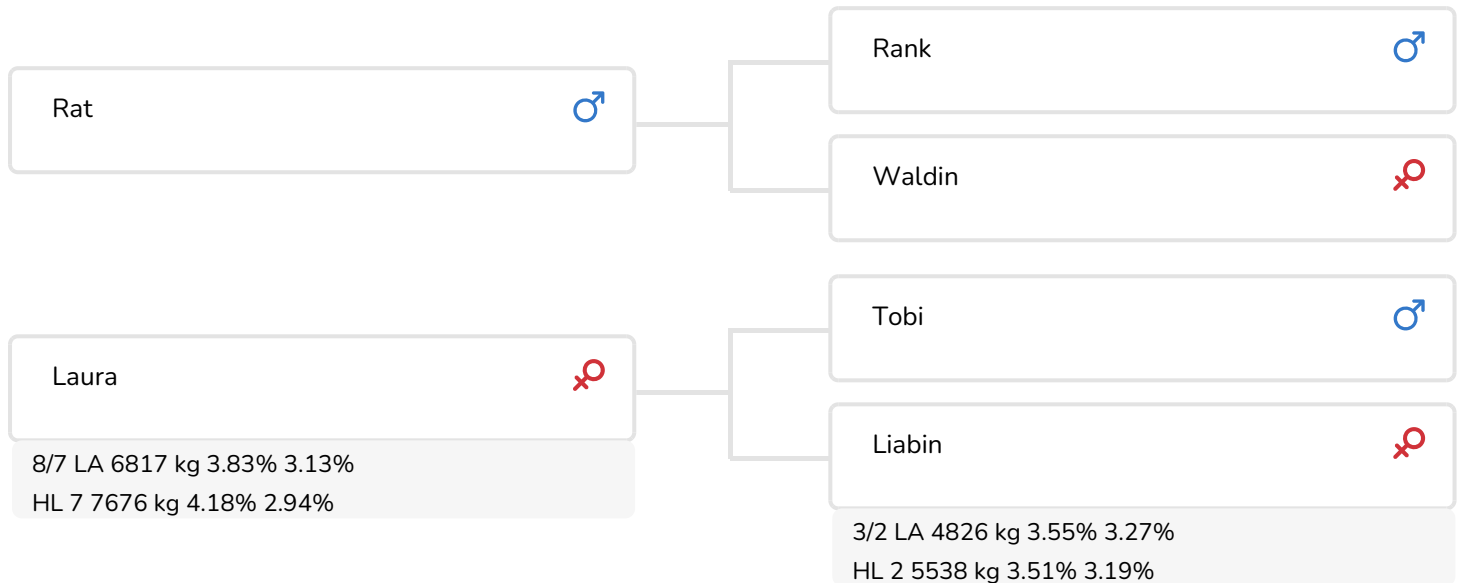 Rank
Rat
Waldin
Tobi
Laura
Liabin
8/7 LA 6817 kg 3.83% 3.13%
HL 7 7676 kg 4.18% 2.94%
3/2 LA 4826 kg 3.55% 3.27%
HL 2 5538 kg 3.51% 3.19%